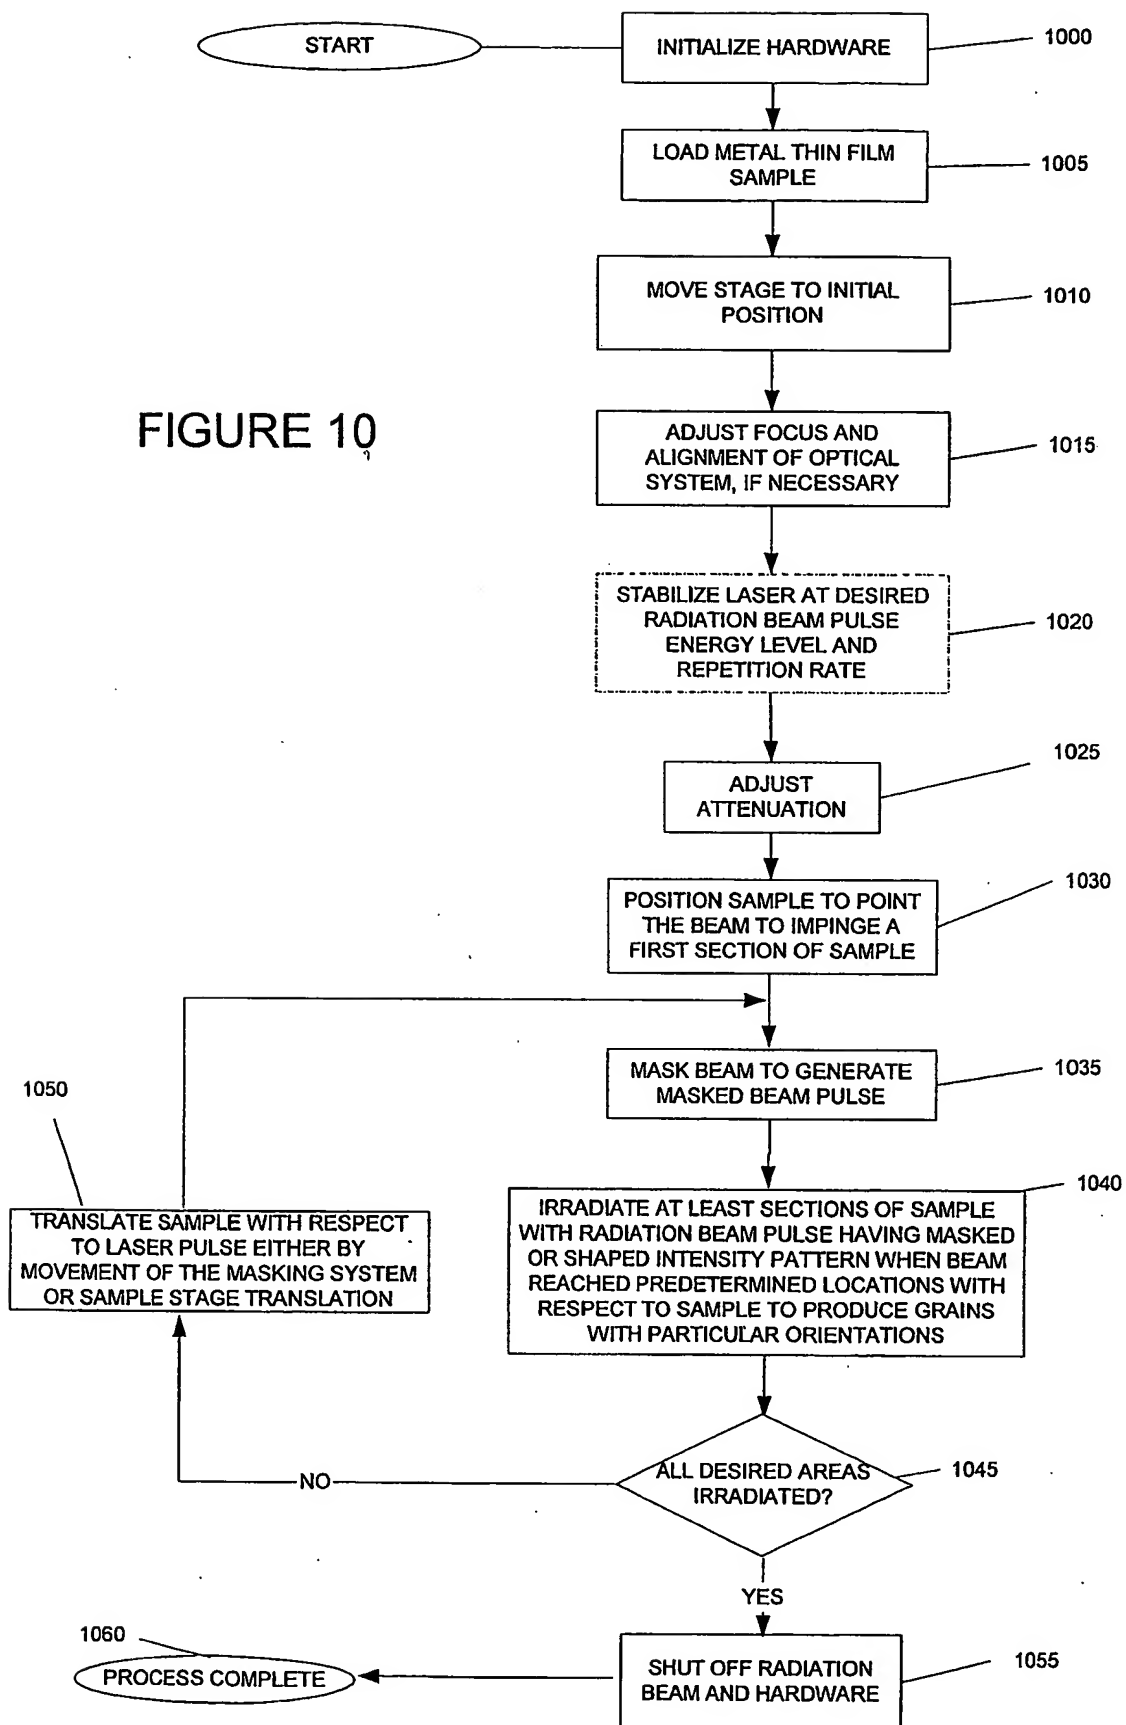 START
INITIALIZE HARDWARE
1000
LOAD METAL THIN FILM
SAMPLE
1005
MOVE STAGE TO INITIAL
POSITION
1010
FIGURE 10
ADJUST FOCUS AND
ALIGNMENT OF OPTICAL
SYSTEM, IF NECESSARY
1015
STABILIZE LASER AT DESIRED
RADIATION BEAM PULSE
ENERGY LEVEL AND
REPETITION RATE
1020
ADJUST
ATTENUATION
1025
POSITION SAMPLE TO POINT
THE BEAM TO IMPINGE A
FIRST SECTION OF SAMPLE
1030
MASK BEAM TO GENERATE
MASKED BEAM PULSE
1035
1050
TRANSLATE SAMPLE WITH RESPECT
TO LASER PULSE EITHER BY
MOVEMENT OF THE MASKING SYSTEM
OR SAMPLE STAGE TRANSLATION
1040
IRRADIATE AT LEAST SECTIONS OF SAMPLE
WITH RADIATION BEAM PULSE HAVING MASKED
OR SHAPED INTENSITY PATTERN WHEN BEAM
REACHED PREDETERMINED LOCATIONS WITH
RESPECT TO SAMPLE TO PRODUCE GRAINS
WITH PARTICULAR ORIENTATIONS
ALL DESIRED AREAS
IRRADIATED?
1045
NO
YES
1060
PROCESS COMPLETE
SHUT OFF RADIATION
BEAM AND HARDWARE
1055